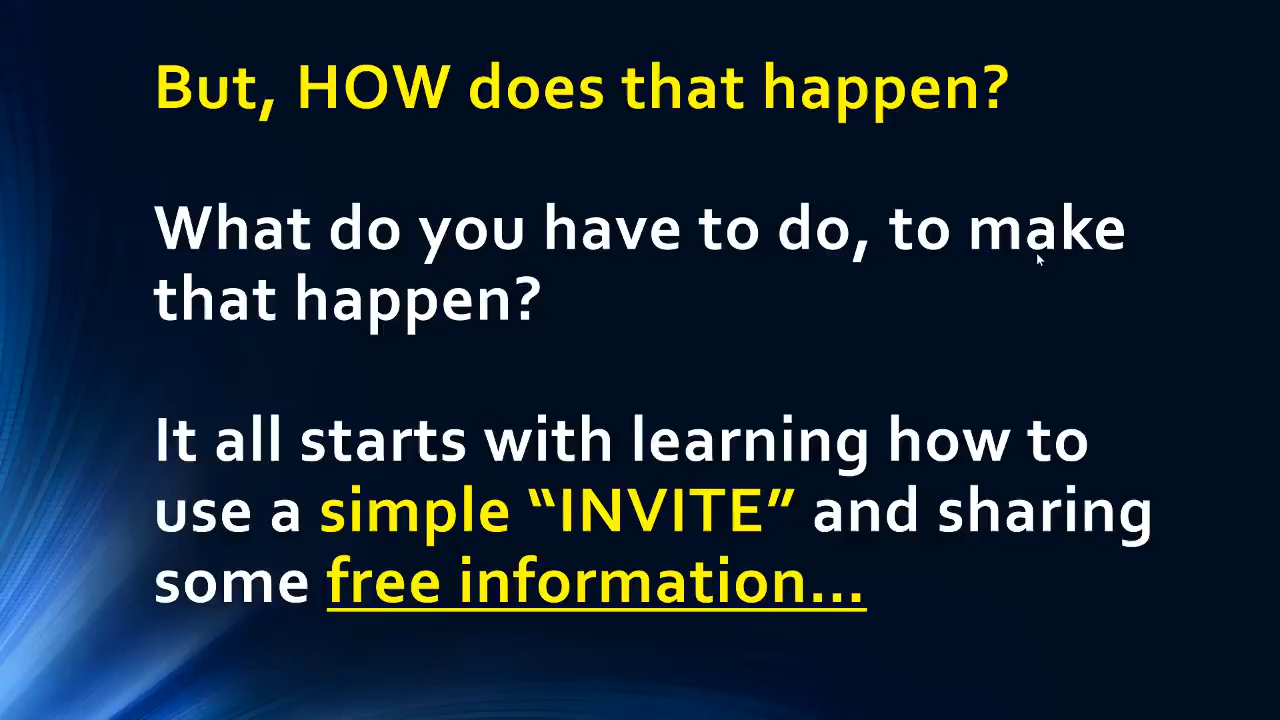 But, HOW does that happen?
What do you have to do, to make
that happen?
It all starts with learning how to
use a simple “INVITE” and sharing
some free information...